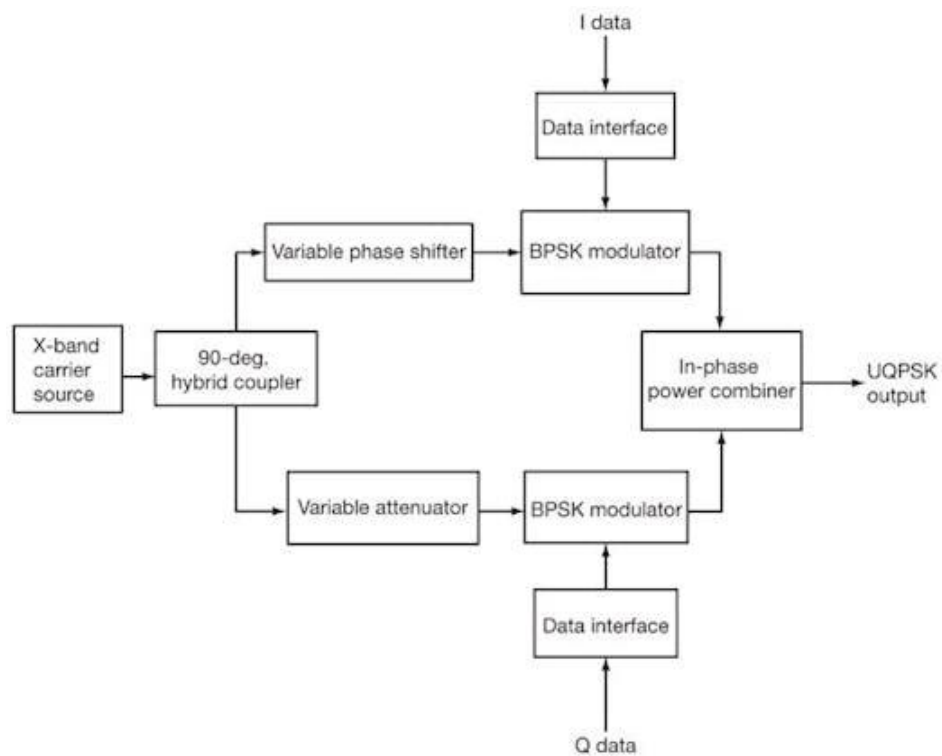 I data
Data interface
Variable phase shifter
BPSK modulator
X-band
carrier
source
90-deg.
hybrid coupler
In-phase
power combiner
UQPSK
output
Variable attenuator
BPSK modulator
Data interface
Q data